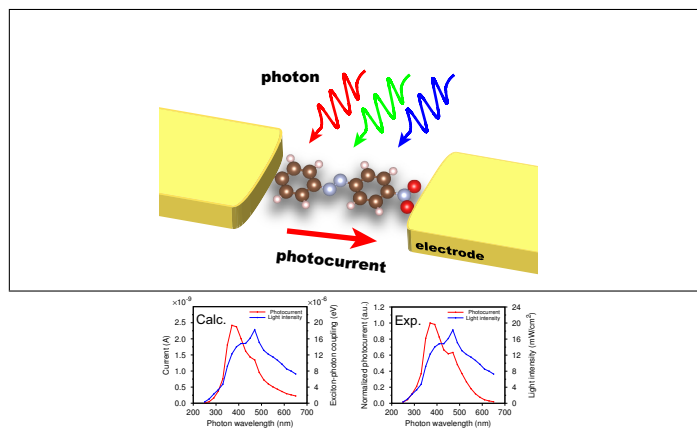 photon
photocurrent
electrode
×10⁻⁹
×10⁻⁶
Calc.
Photocurrent
Light intensity
2.5
2.0
1.5
1.0
0.5
0.0
20
16
12
8
4
0
Current (A)
Exciton-photon coupling (eV)
200 300 400 500 600 700
Photon wavelength (nm)
Exp.
Photocurrent
Light intensity
1.2
1.0
0.8
0.6
0.4
0.2
0.0
24
20
16
12
8
4
0
Normalized photocurrent (a.u.)
Light intensity (mW/cm²)
200 300 400 500 600 700
Photon wavelength (nm)